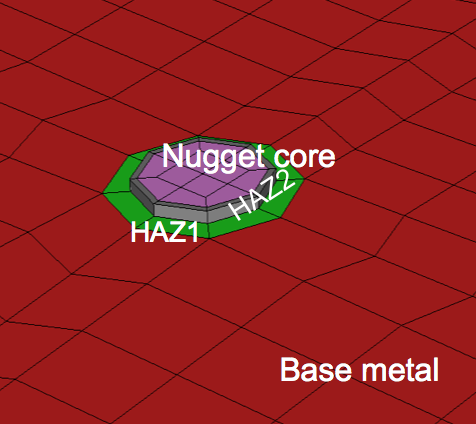 Nugget core
HAZ2
HAZ1
Base metal